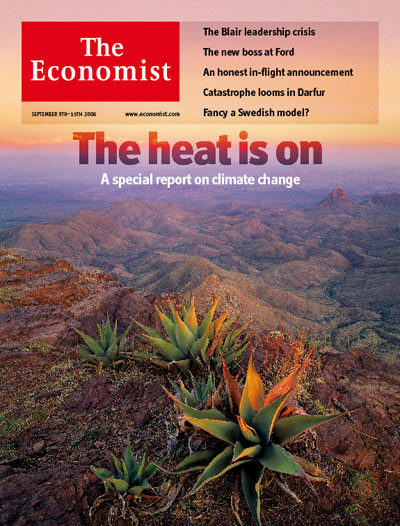 The
Economist
The Blair leadership crisis
The new boss at Ford
An honest in-flight announcement
Catastrophe looms in Darfur
Fancy a Swedish model?
SEPTEMBER 9TH–15TH 2006
www.economist.com
The heat is on
A special report on climate change